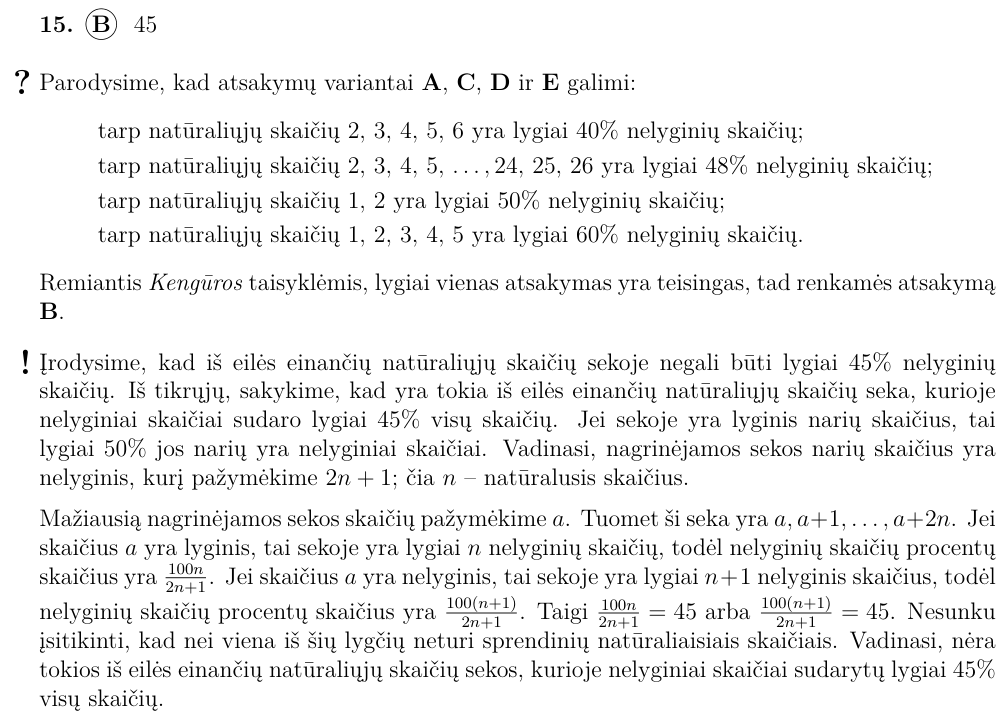 15. B 45
? Parodysime, kad atsakymų variantai A, C, D ir E galimi:
tarp natūraliųjų skaičių 2, 3, 4, 5, 6 yra lygiai 40% nelyginių skaičių;
tarp natūraliųjų skaičių 2, 3, 4, 5, ..., 24, 25, 26 yra lygiai 48% nelyginių skaičių;
tarp natūraliųjų skaičių 1, 2 yra lygiai 50% nelyginių skaičių;
tarp natūraliųjų skaičių 1, 2, 3, 4, 5 yra lygiai 60% nelyginių skaičių.
Remiantis Kengūros taisyklėmis, lygiai vienas atsakymas yra teisingas, tad renkamės atsakymą
B.
! Įrodysime, kad iš eilės einančių natūraliųjų skaičių sekoje negali būti lygiai 45% nelyginių
skaičių. Iš tikrųjų, sakykime, kad yra tokia iš eilės einančių natūraliųjų skaičių seka, kurioje
nelyginiai skaičiai sudaro lygiai 45% visų skaičių. Jei sekoje yra lyginis narių skaičius, tai
lygiai 50% jos narių yra nelyginiai skaičiai. Vadinasi, nagrinėjamos sekos narių skaičius yra
nelyginis, kurį pažymėkime 2n + 1; čia n – natūralusis skaičius.
Mažiausią nagrinėjamos sekos skaičių pažymėkime a. Tuomet ši seka yra a, a+1, ..., a+2n. Jei
skaičius a yra lyginis, tai sekoje yra lygiai n nelyginių skaičių, todėl nelyginių skaičių procentų
skaičius yra 100n/(2n+1). Jei skaičius a yra nelyginis, tai sekoje yra lygiai n+1 nelyginis skaičius, todėl
nelyginių skaičių procentų skaičius yra 100(n+1)/(2n+1). Taigi 100n/(2n+1) = 45 arba 100(n+1)/(2n+1) = 45. Nesunku
įsitikinti, kad nei viena iš šių lygčių neturi sprendinių natūraliaisiais skaičiais. Vadinasi, nėra
tokios iš eilės einančių natūraliųjų skaičių sekos, kurioje nelyginiai skaičiai sudarytų lygiai 45%
visų skaičių.